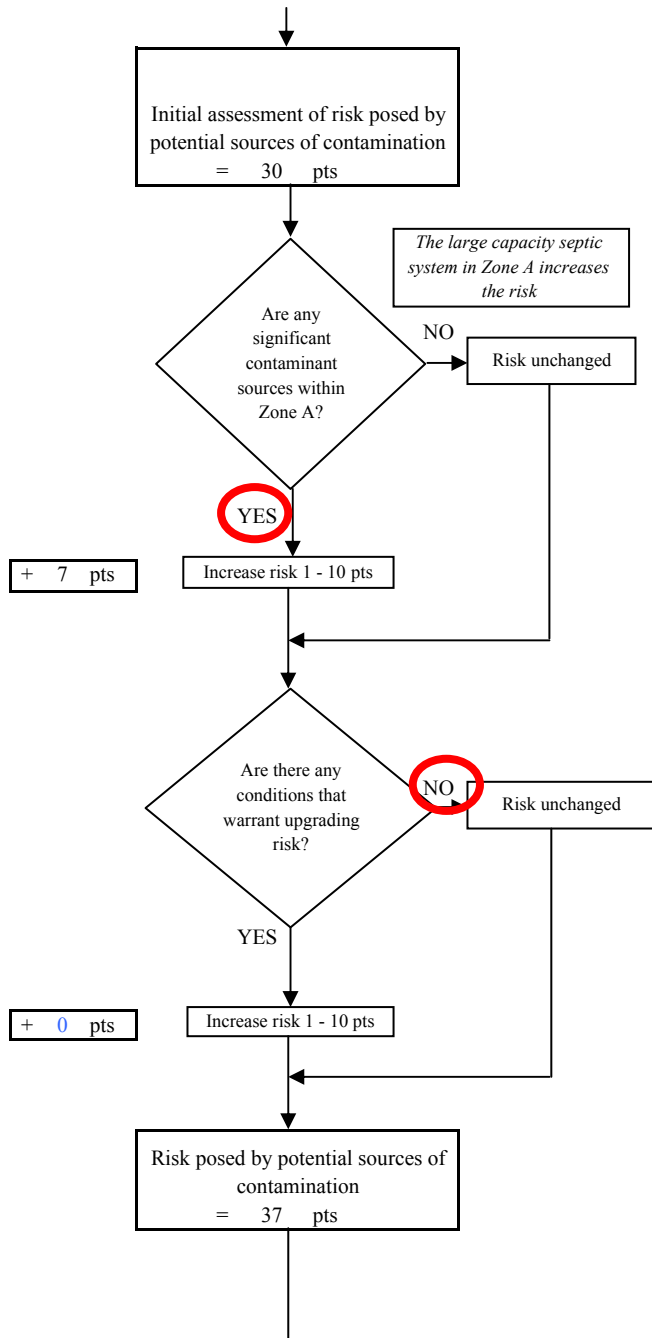 Initial assessment of risk posed by
potential sources of contamination
= 30 pts
The large capacity septic
system in Zone A increases
the risk
Are any
significant
contaminant
sources within
Zone A?
NO
Risk unchanged
YES
+ 7 pts
Increase risk 1 - 10 pts
Are there any
conditions that
warrant upgrading
risk?
NO
Risk unchanged
YES
+ 0 pts
Increase risk 1 - 10 pts
Risk posed by potential sources of
contamination
= 37 pts